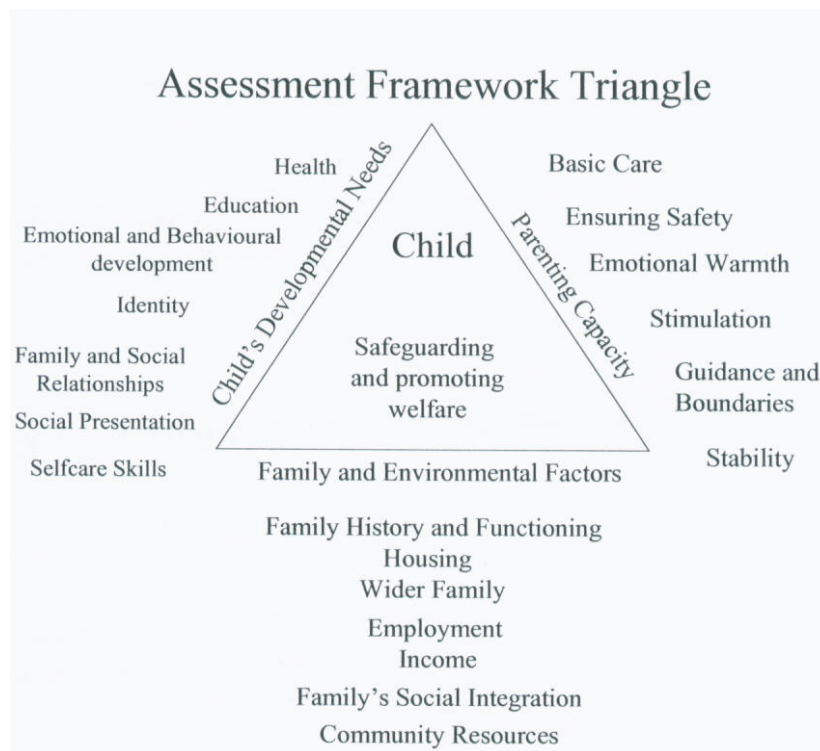 Assessment Framework Triangle
Health
Education
Emotional and Behavioural
development
Identity
Family and Social
Relationships
Social Presentation
Selfcare Skills
Child's Developmental Needs
Child
Safeguarding
and promoting
welfare
Parenting Capacity
Basic Care
Ensuring Safety
Emotional Warmth
Stimulation
Guidance and
Boundaries
Stability
Family and Environmental Factors
Family History and Functioning
Housing
Wider Family
Employment
Income
Family's Social Integration
Community Resources